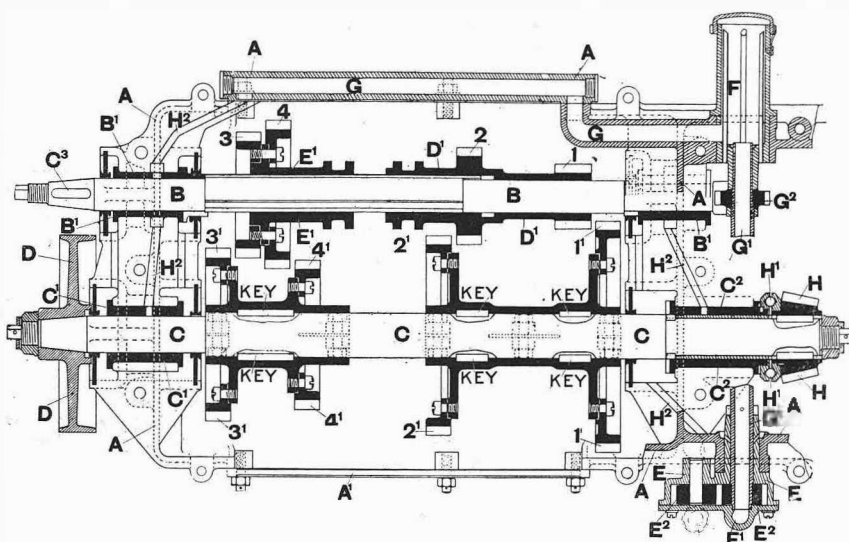 A A
G F
A H² 4 G
B¹ 3 2
C³ E¹ D¹ 1
B B A G²
B¹ E¹ 2¹ D¹ 1¹ B¹ G¹
D 3¹ 4¹ H²
C¹ H² KEY KEY KEY C² H¹ H
C C C
KEY KEY KEY
D C¹ C² H¹ H
3¹ 4¹ 2¹ H² A
A 1¹
A¹ E A E
E² E¹ E²